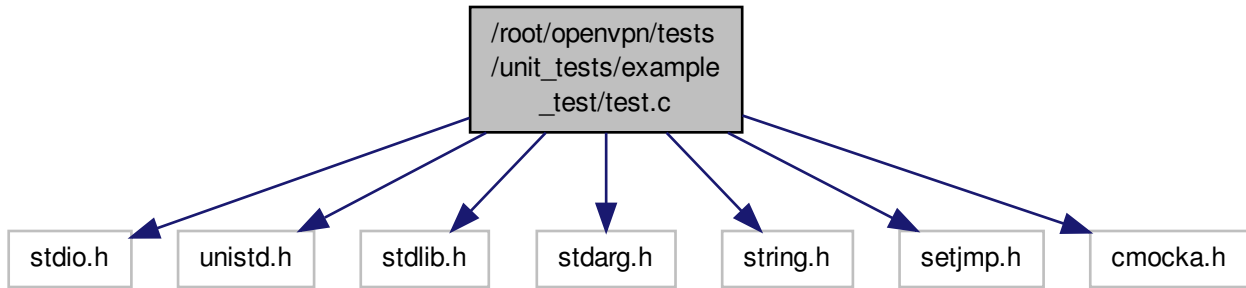 /root/openvpn/tests
/unit_tests/example
_test/test.c
stdio.h
unistd.h
stdlib.h
stdarg.h
string.h
setjmp.h
cmocka.h